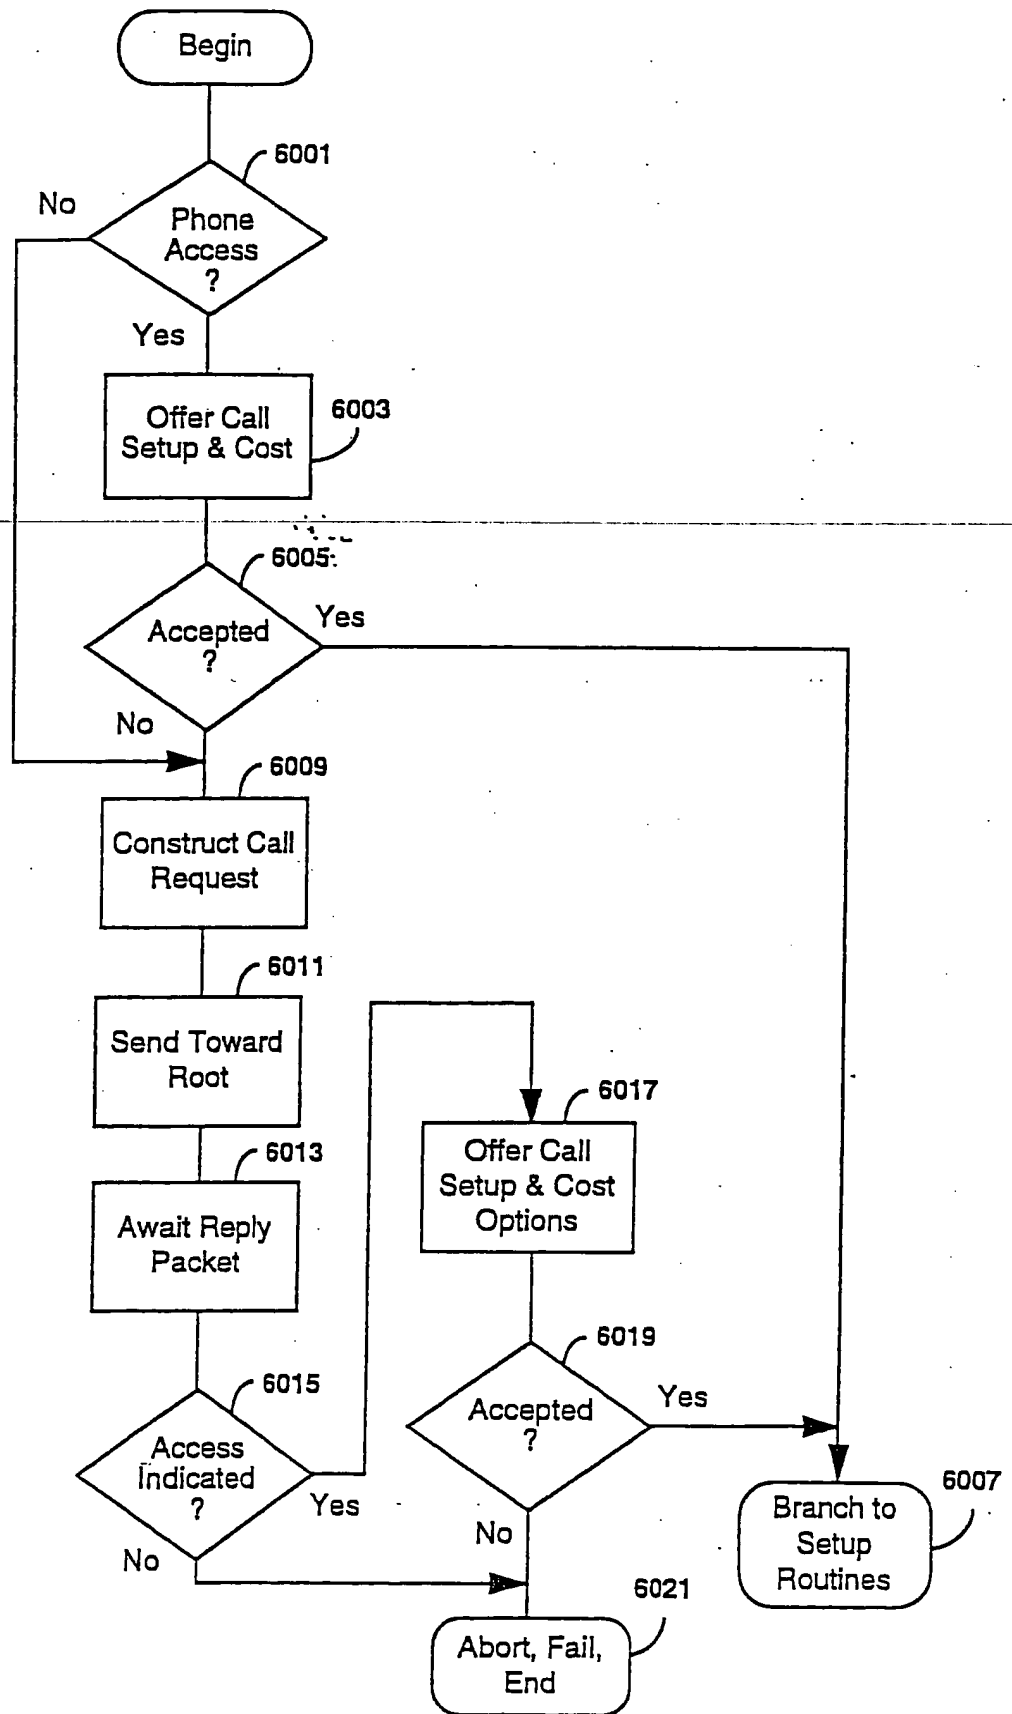 Begin
6001
No
Phone
Access
?
Yes
Offer Call
Setup & Cost
6003
6005
Yes
Accepted
?
No
6009
Construct Call
Request
6011
Send Toward
Root
6017
Offer Call
Setup & Cost
Options
6013
Await Reply
Packet
6019
Accepted
?
Yes
6015
Access
Indicated
?
Yes
No
No
6007
Branch to
Setup
Routines
6021
Abort, Fail,
End